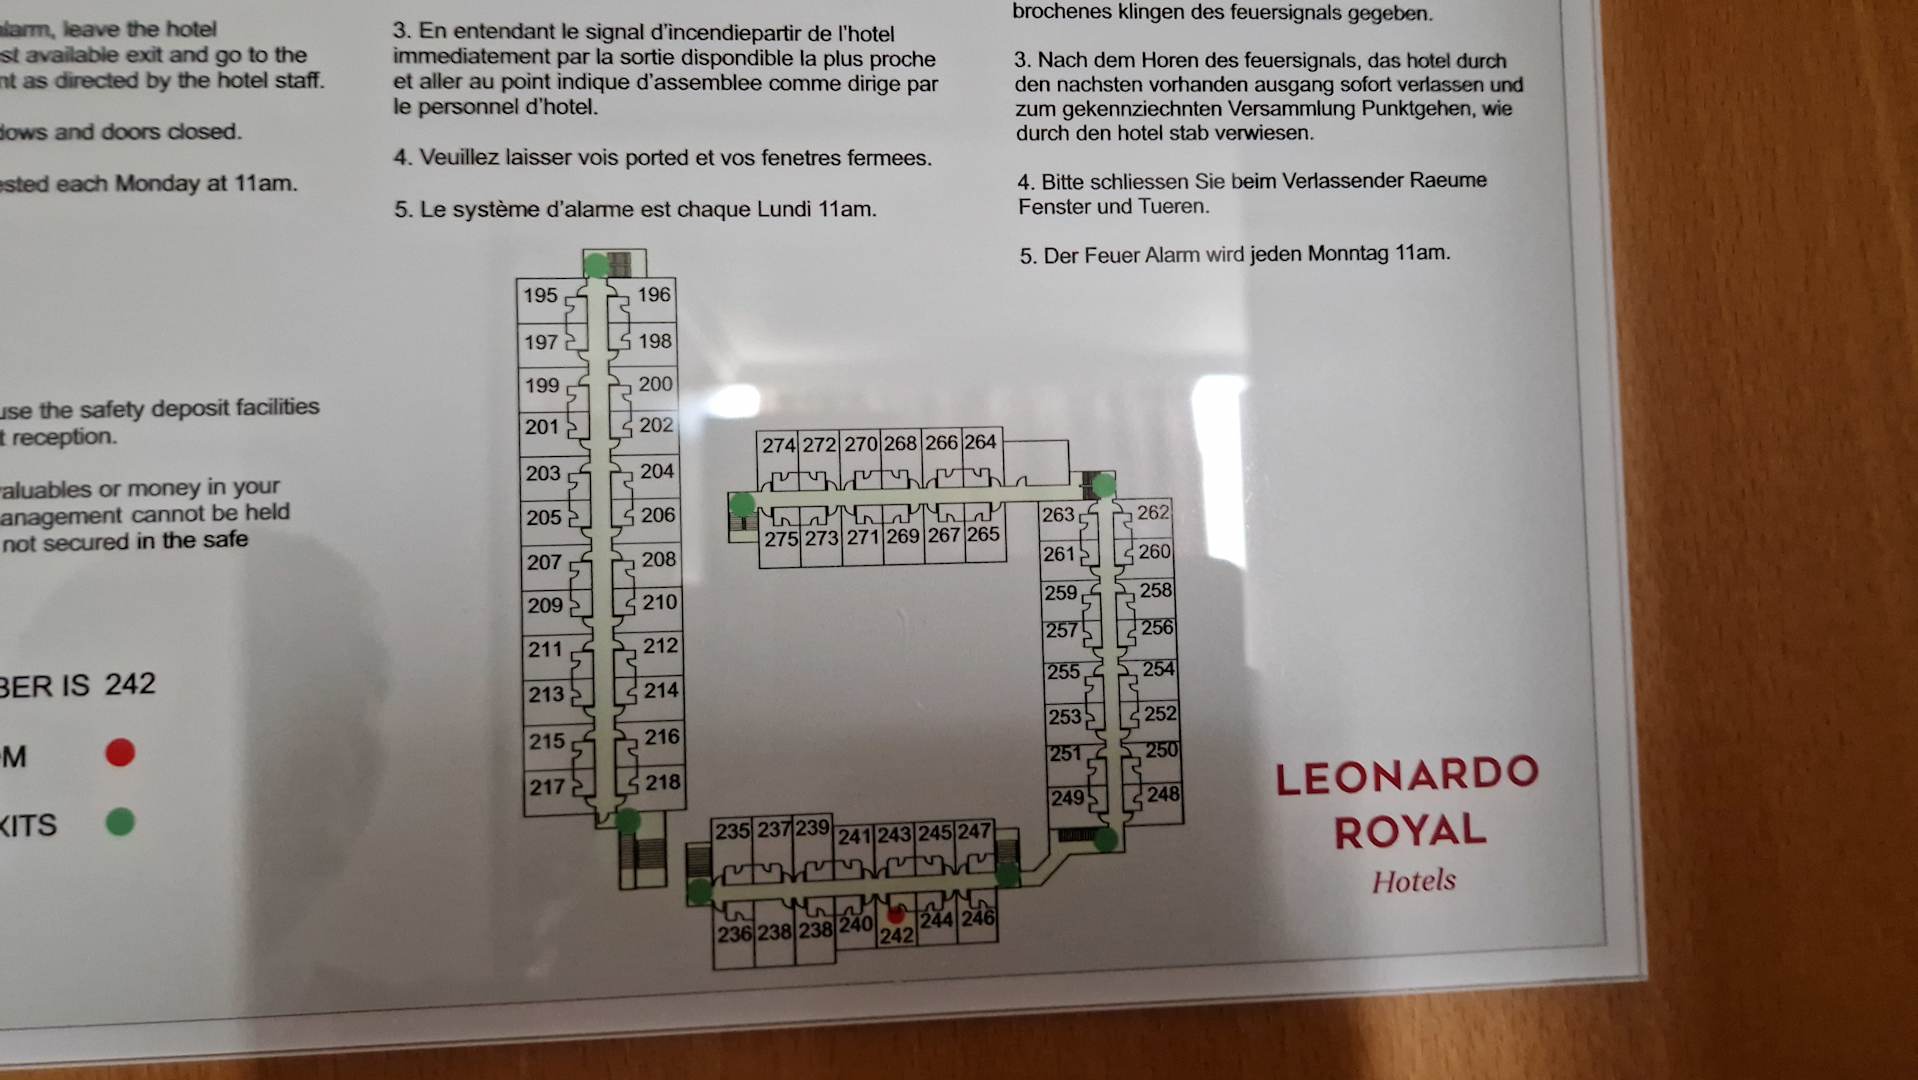 alarm, leave the hotel
st available exit and go to the
nt as directed by the hotel staff.
dows and doors closed.
ested each Monday at 11am.
use the safety deposit facilities
t reception.
valuables or money in your
anagement cannot be held
not secured in the safe
BER IS 242
OM
XITS
3. En entendant le signal d'incendiepartir de l'hotel
immediatement par la sortie dispondible la plus proche
et aller au point indique d'assemblee comme dirige par
le personnel d'hotel.
4. Veuillez laisser vois ported et vos fenetres fermees.
5. Le système d'alarme est chaque Lundi 11am.
brochenes klingen des feuersignals gegeben.
3. Nach dem Horen des feuersignals, das hotel durch
den nachsten vorhanden ausgang sofort verlassen und
zum gekennziechnten Versammlung Punktgehen, wie
durch den hotel stab verwiesen.
4. Bitte schliessen Sie beim Verlassender Raeume
Fenster und Tueren.
5. Der Feuer Alarm wird jeden Monntag 11am.
195 196
197 198
199 200
201 202
203 204
205 206
207 208
209 210
211 212
213 214
215 216
217 218
274 272 270 268 266 264
275 273 271 269 267 265
263 262
261 260
259 258
257 256
255 254
253 252
251 250
249 248
235 237 239 241 243 245 247
236 238 238 240 242 244 246
LEONARDO
ROYAL
Hotels